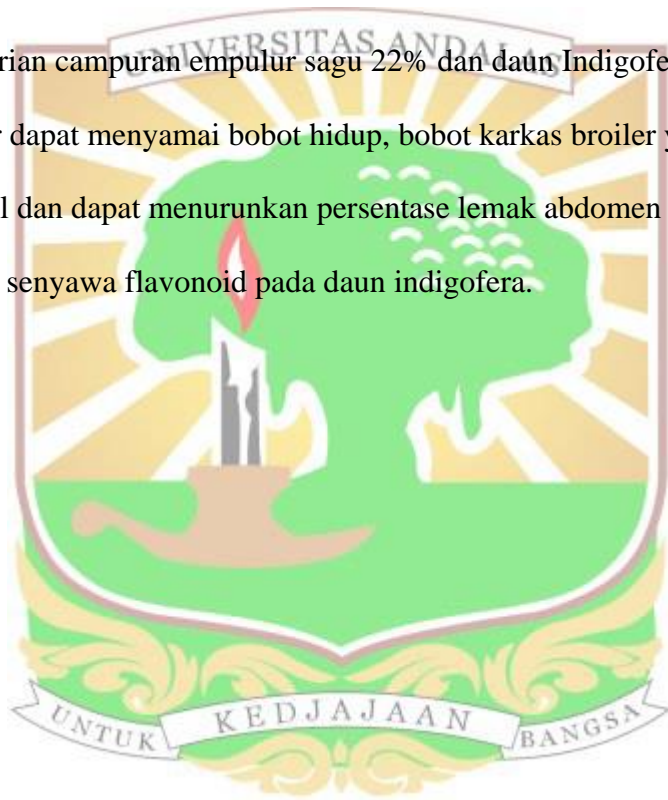 UNIVERSITAS ANDALAS
rian campuran empulur sagu 22% dan daun Indigofe
dapat menyamai bobot hidup, bobot karkas broiler
l dan dapat menurunkan persentase lemak abdomen
senyawa flavonoid pada daun indigofera.
UNTUK KEDJAJAAN BANGSA